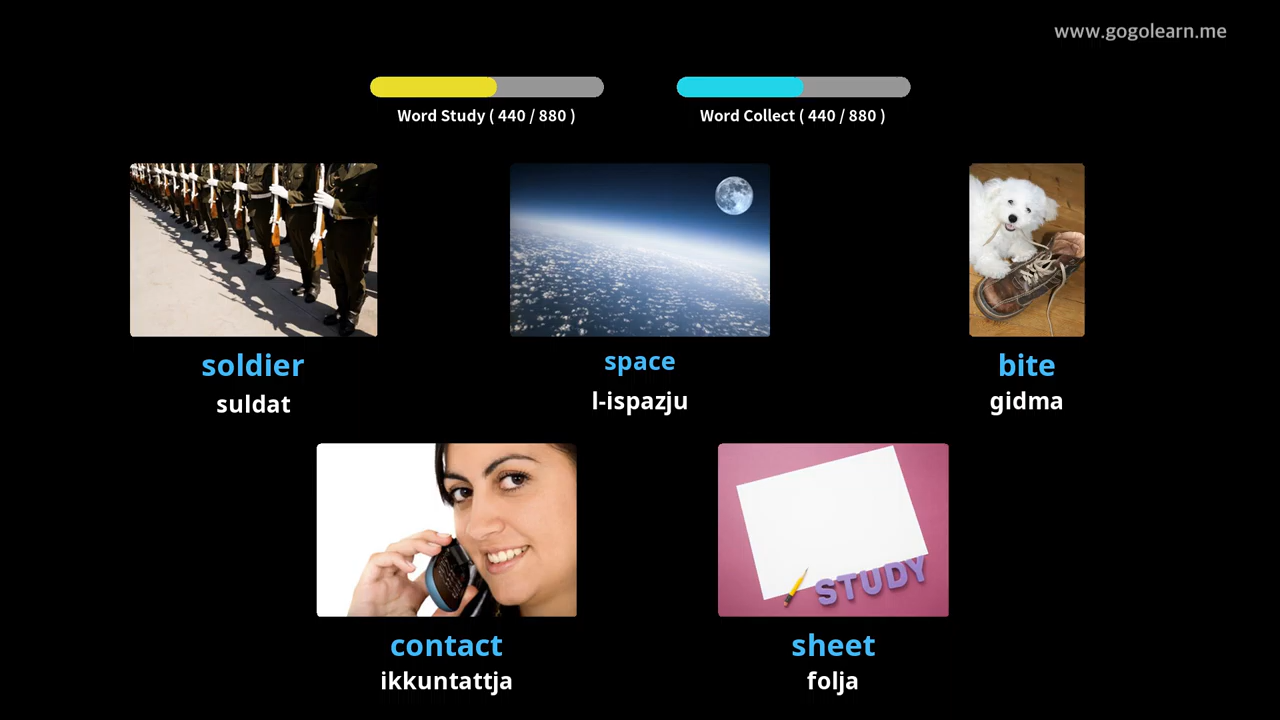 www.gogolearn.me
Word Study ( 440 / 880 )
Word Collect ( 440 / 880 )
soldier
suldat
space
l-ispazju
bite
gidma
STUDY
contact
ikkuntattja
sheet
folja